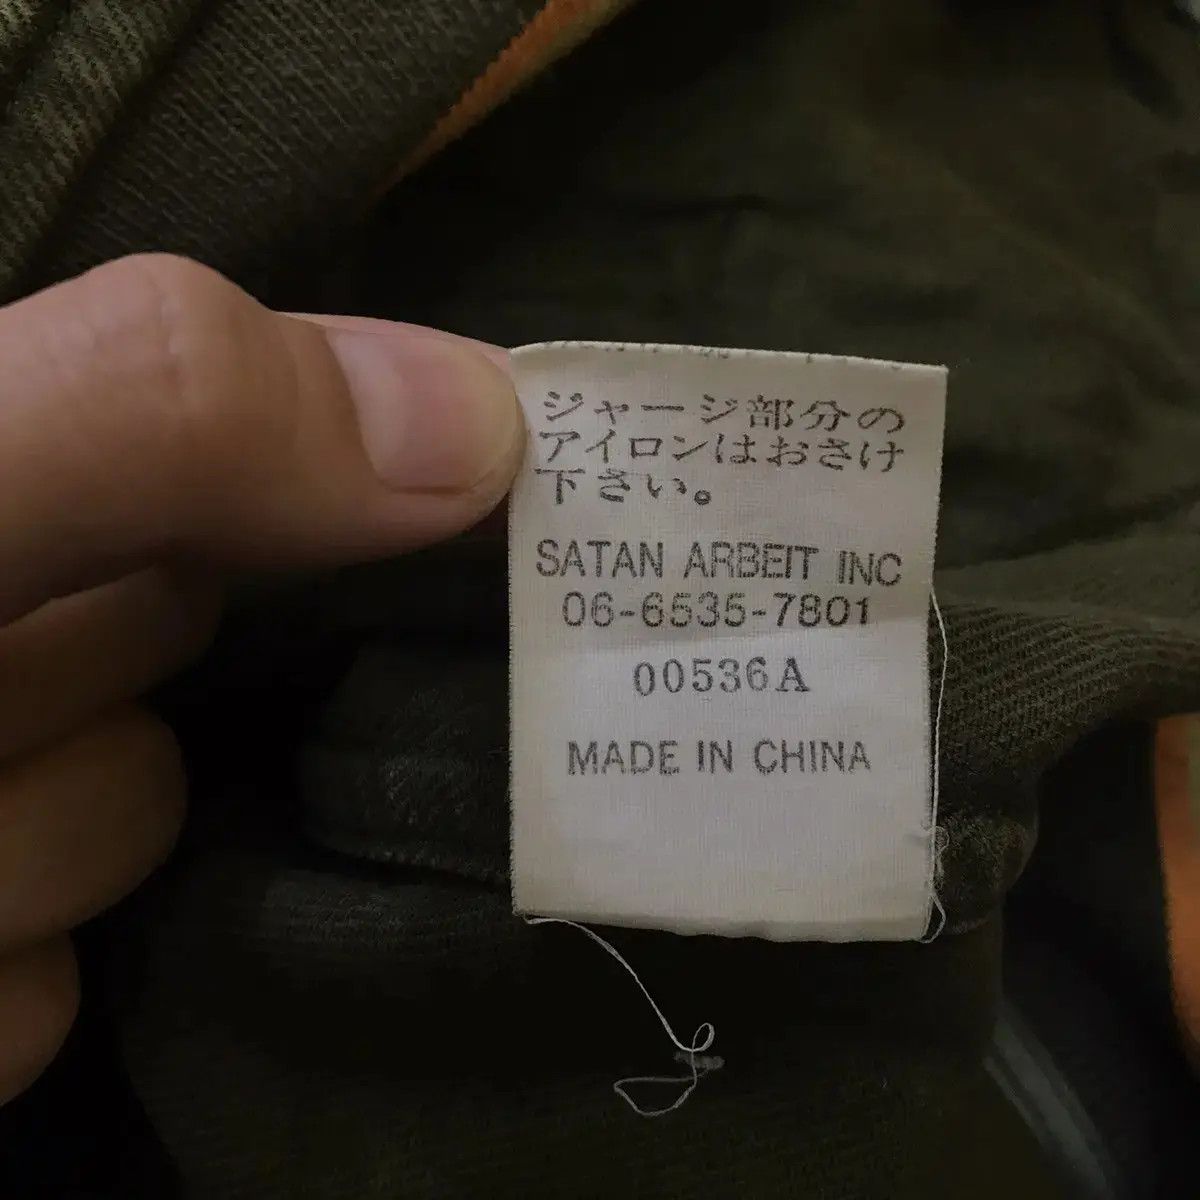 ジャージ部分の
アイロンはおさけ
下さい。
SATAN ARBEIT INC
06-6535-7801
00536A
MADE IN CHINA